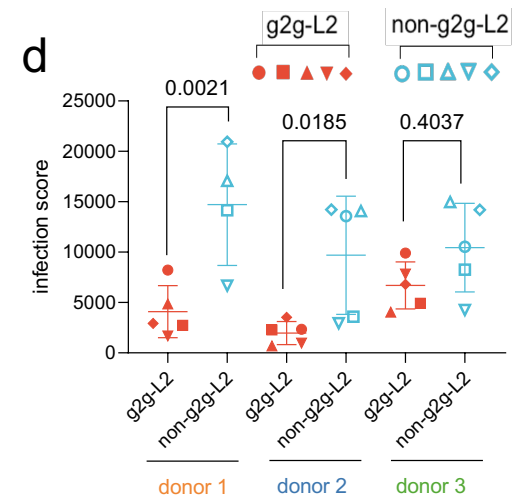 d
g2g-L2 non-g2g-L2
0.0021 0.0185 0.4037
infection score
25000
20000
15000
10000
5000
0
g2g-L2 non-g2g-L2 g2g-L2 non-g2g-L2 g2g-L2 non-g2g-L2
donor 1 donor 2 donor 3